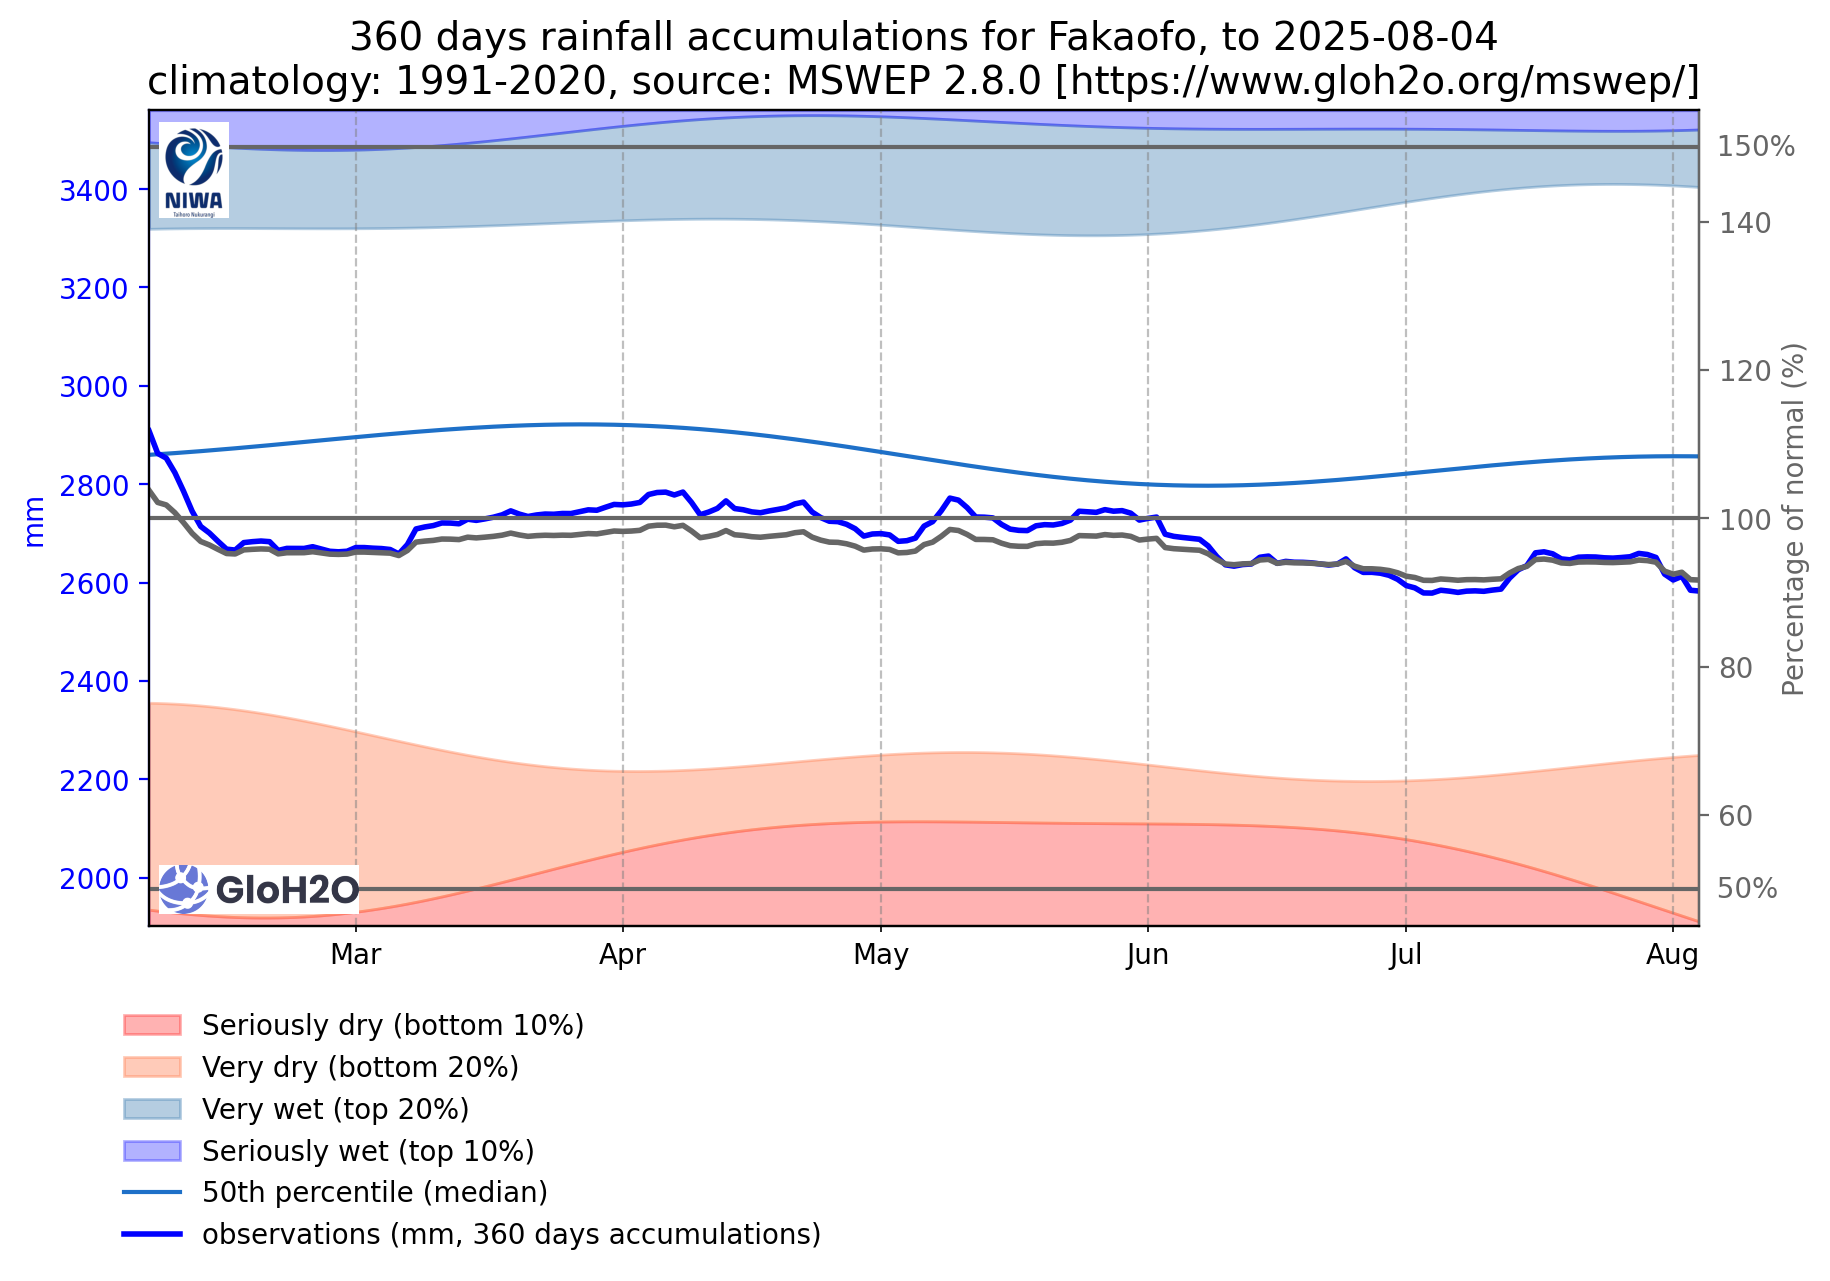 360 days rainfall accumulations for Fakaofo, to 2025-08-04
climatology: 1991-2020, source: MSWEP 2.8.0 [https://www.gloh2o.org/mswep/]
NIWA
Taihoro Nukurangi
3400
3200
3000
2800
2600
2400
2200
2000
mm
150%
140
120
100
80
60
50%
Percentage of normal (%)
GloH2O
Mar Apr May Jun Jul Aug
Seriously dry (bottom 10%)
Very dry (bottom 20%)
Very wet (top 20%)
Seriously wet (top 10%)
50th percentile (median)
observations (mm, 360 days accumulations)